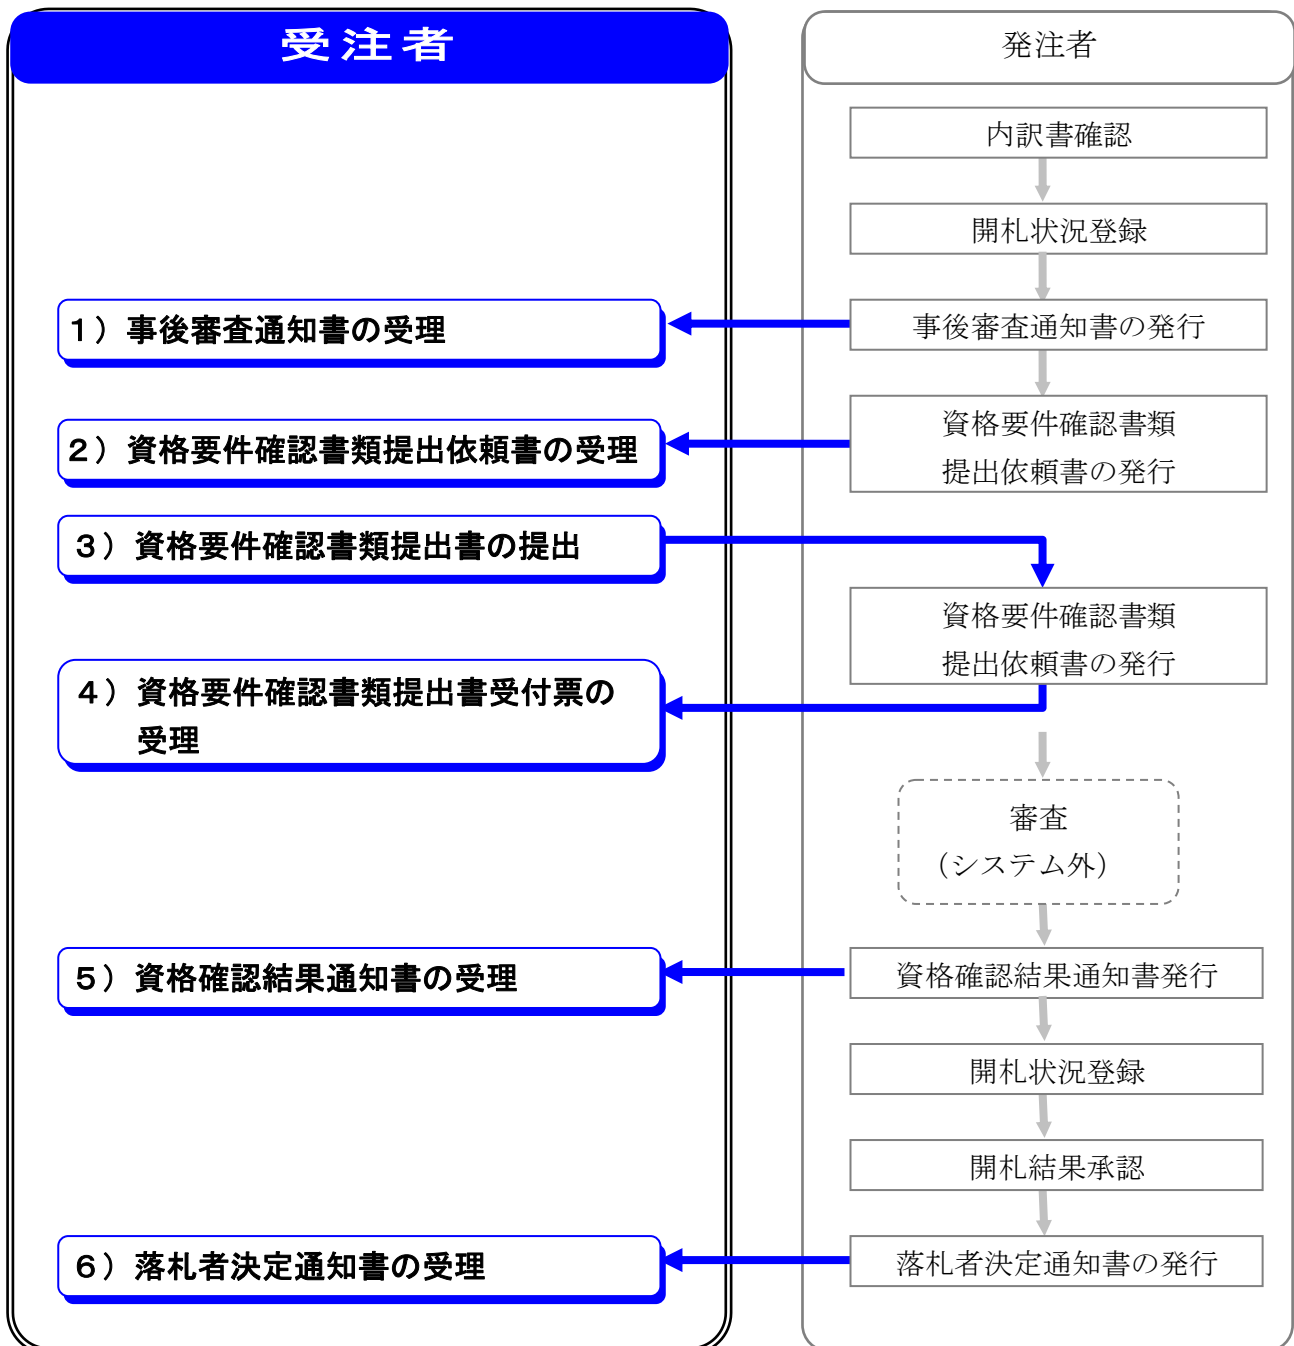 受注者
発注者
内訳書確認
開札状況登録
1）事後審査通知書の受理
事後審査通知書の発行
2）資格要件確認書類提出依頼書の受理
資格要件確認書類
提出依頼書の発行
3）資格要件確認書類提出書の提出
資格要件確認書類
提出依頼書の発行
4）資格要件確認書類提出書受付票の
受理
審査
（システム外）
5）資格確認結果通知書の受理
資格確認結果通知書発行
開札状況登録
開札結果承認
6）落札者決定通知書の受理
落札者決定通知書の発行